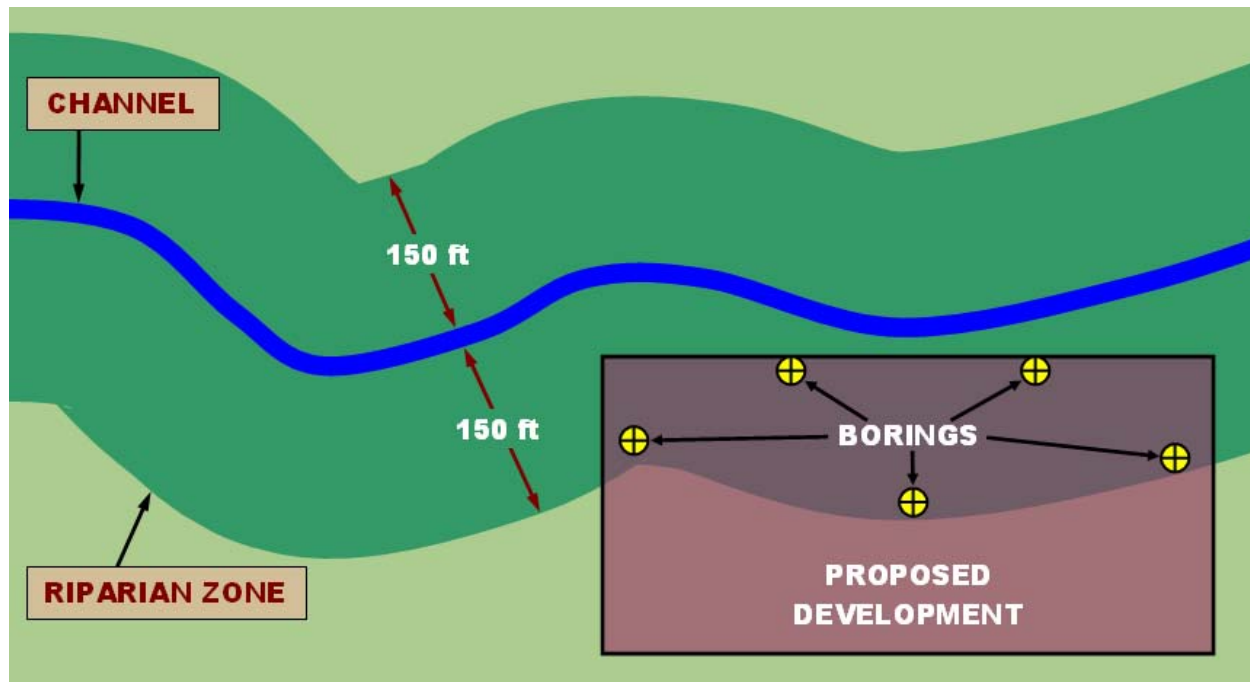 CHANNEL
150 ft
150 ft
BORINGS
RIPARIAN ZONE
PROPOSED
DEVELOPMENT